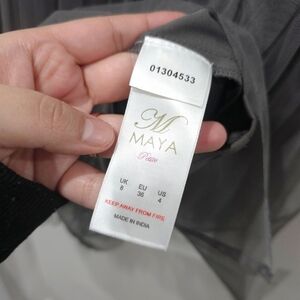 01304533
M
MAYA
Petite
UK EU US
8 36 4
KEEP AWAY FROM FIRE
MADE IN INDIA